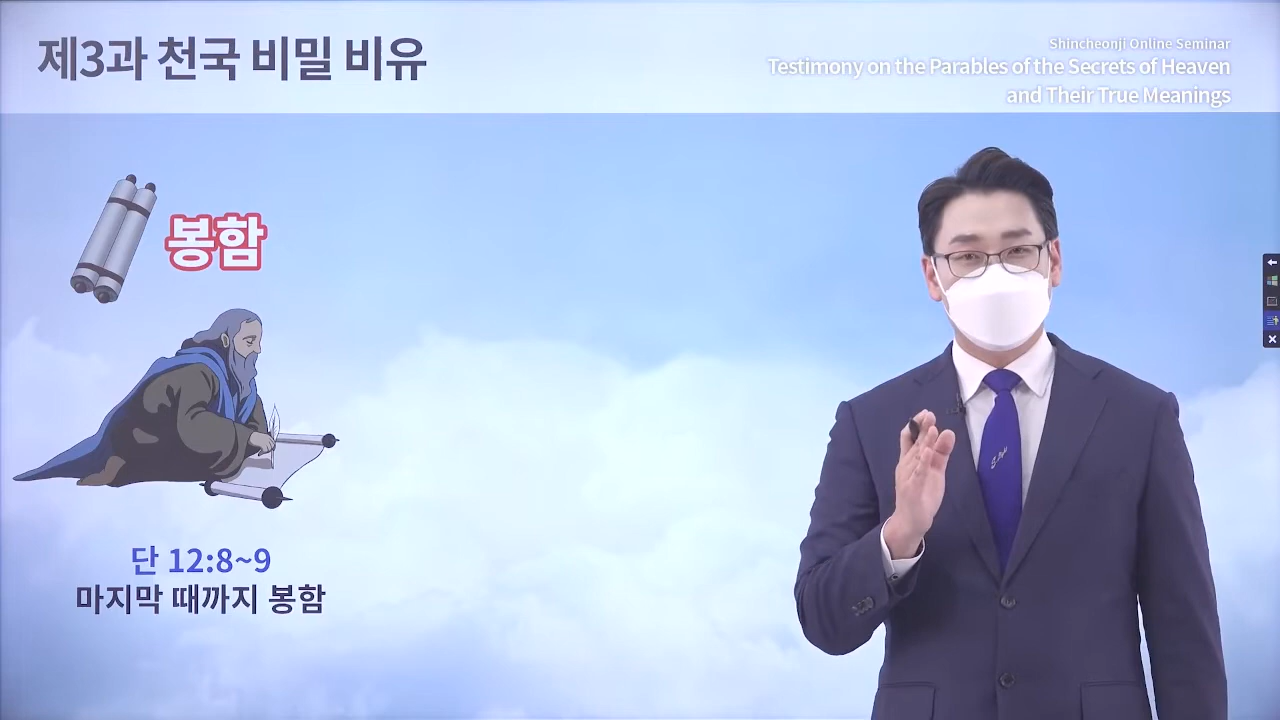 제3과 천국 비밀 비유
Shincheonji Online Seminar
Testimony on the Parables of the Secrets of Heaven
and Their True Meanings
봉함
단 12:8~9
마지막 때까지 봉함